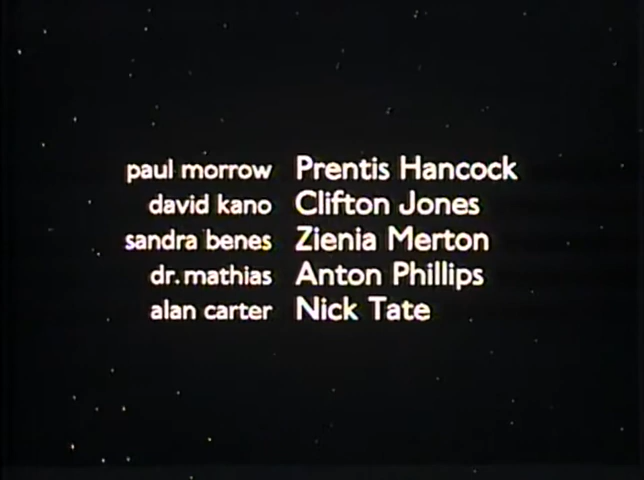 paul morrow Prentis Hancock
david kano Clifton Jones
sandra benes Zienia Merton
dr. mathias Anton Phillips
alan carter Nick Tate